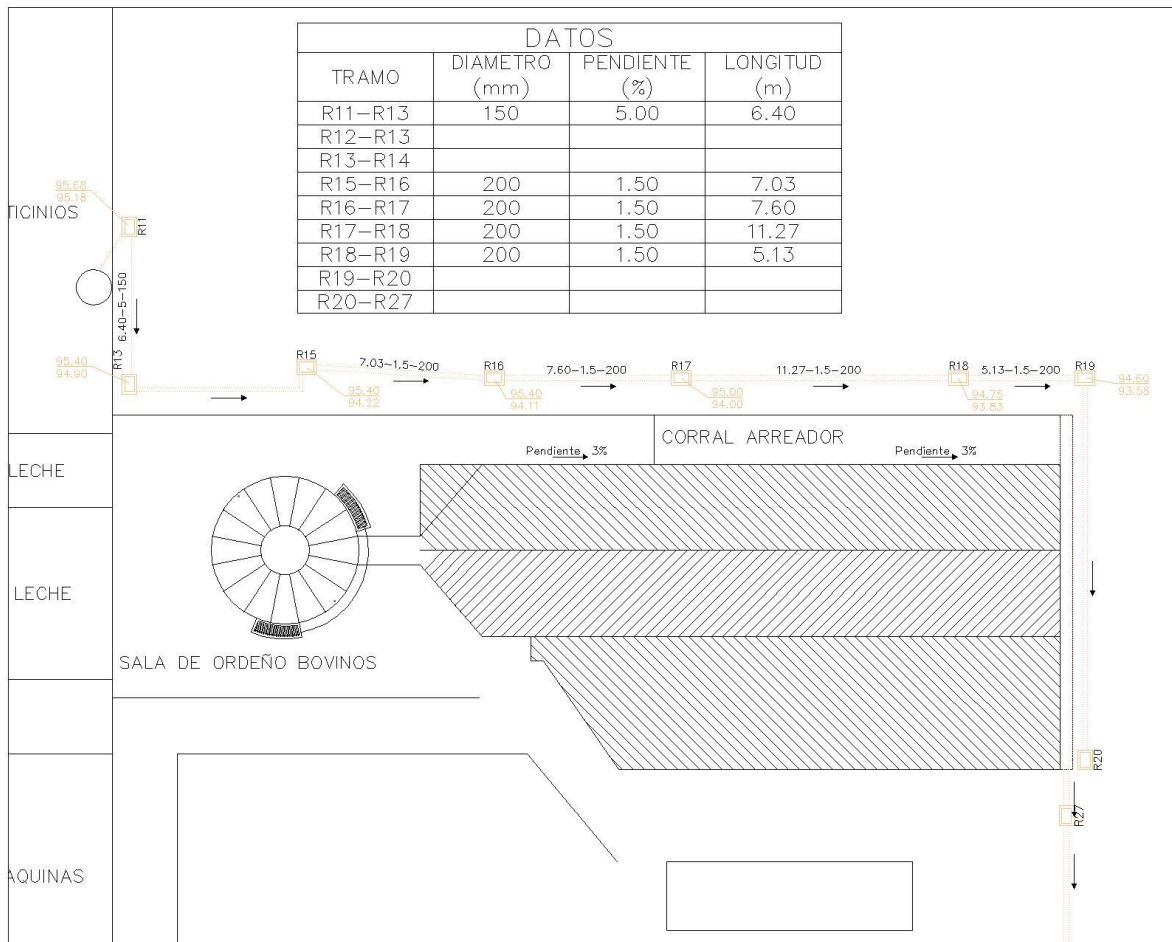 DATOS
TRAMO DIAMETRO (mm) PENDIENTE (%) LONGITUD (m)
R11-R13 150 5.00 6.40
R12-R13
R13-R14
R15-R16 200 1.50 7.03
R16-R17 200 1.50 7.60
R17-R18 200 1.50 11.27
R18-R19 200 1.50 5.13
R19-R20
R20-R27
95.68
95.18
TICINIOS
R11
6.40-5-150
R13
95.40
94.90
R15
7.03-1.5-200
R16
7.60-1.5-200
R17
11.27-1.5-200
R18
5.13-1.5-200
R19
95.40
94.22
95.40
94.11
95.00
94.00
94.75
93.83
94.60
93.58
CORRAL ARREADOR
Pendiente 3%
Pendiente 3%
LECHE
LECHE
SALA DE ORDEÑO BOVINOS
R20
R27
AQUINAS